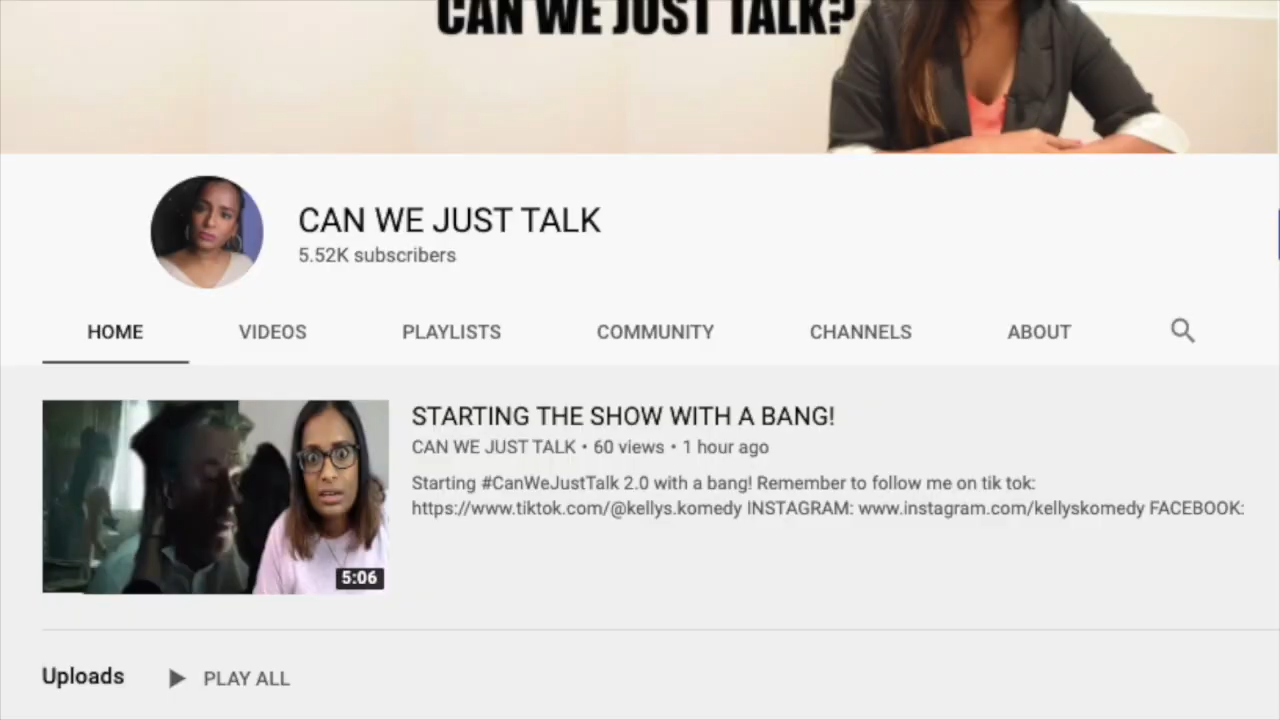 CAN WE JUST TALK?
CAN WE JUST TALK
5.52K subscribers
HOME VIDEOS PLAYLISTS COMMUNITY CHANNELS ABOUT
STARTING THE SHOW WITH A BANG!
CAN WE JUST TALK • 60 views • 1 hour ago
Starting #CanWeJustTalk 2.0 with a bang! Remember to follow me on tik tok:
https://www.tiktok.com/@kellys.komedy INSTAGRAM: www.instagram.com/kellyskomedy FACEBOOK:
5:06
Uploads PLAY ALL